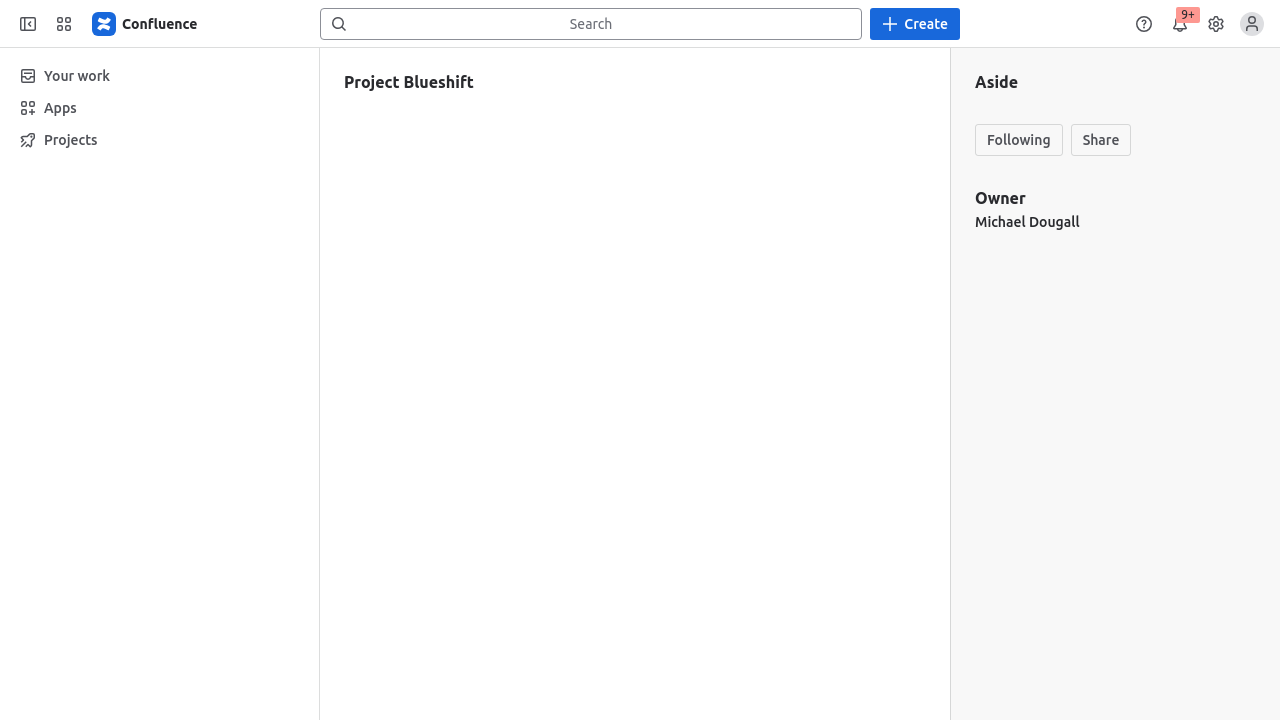 Confluence
Search
Create
9+
Your work
Apps
Projects
Project Blueshift
Aside
Following
Share
Owner
Michael Dougall